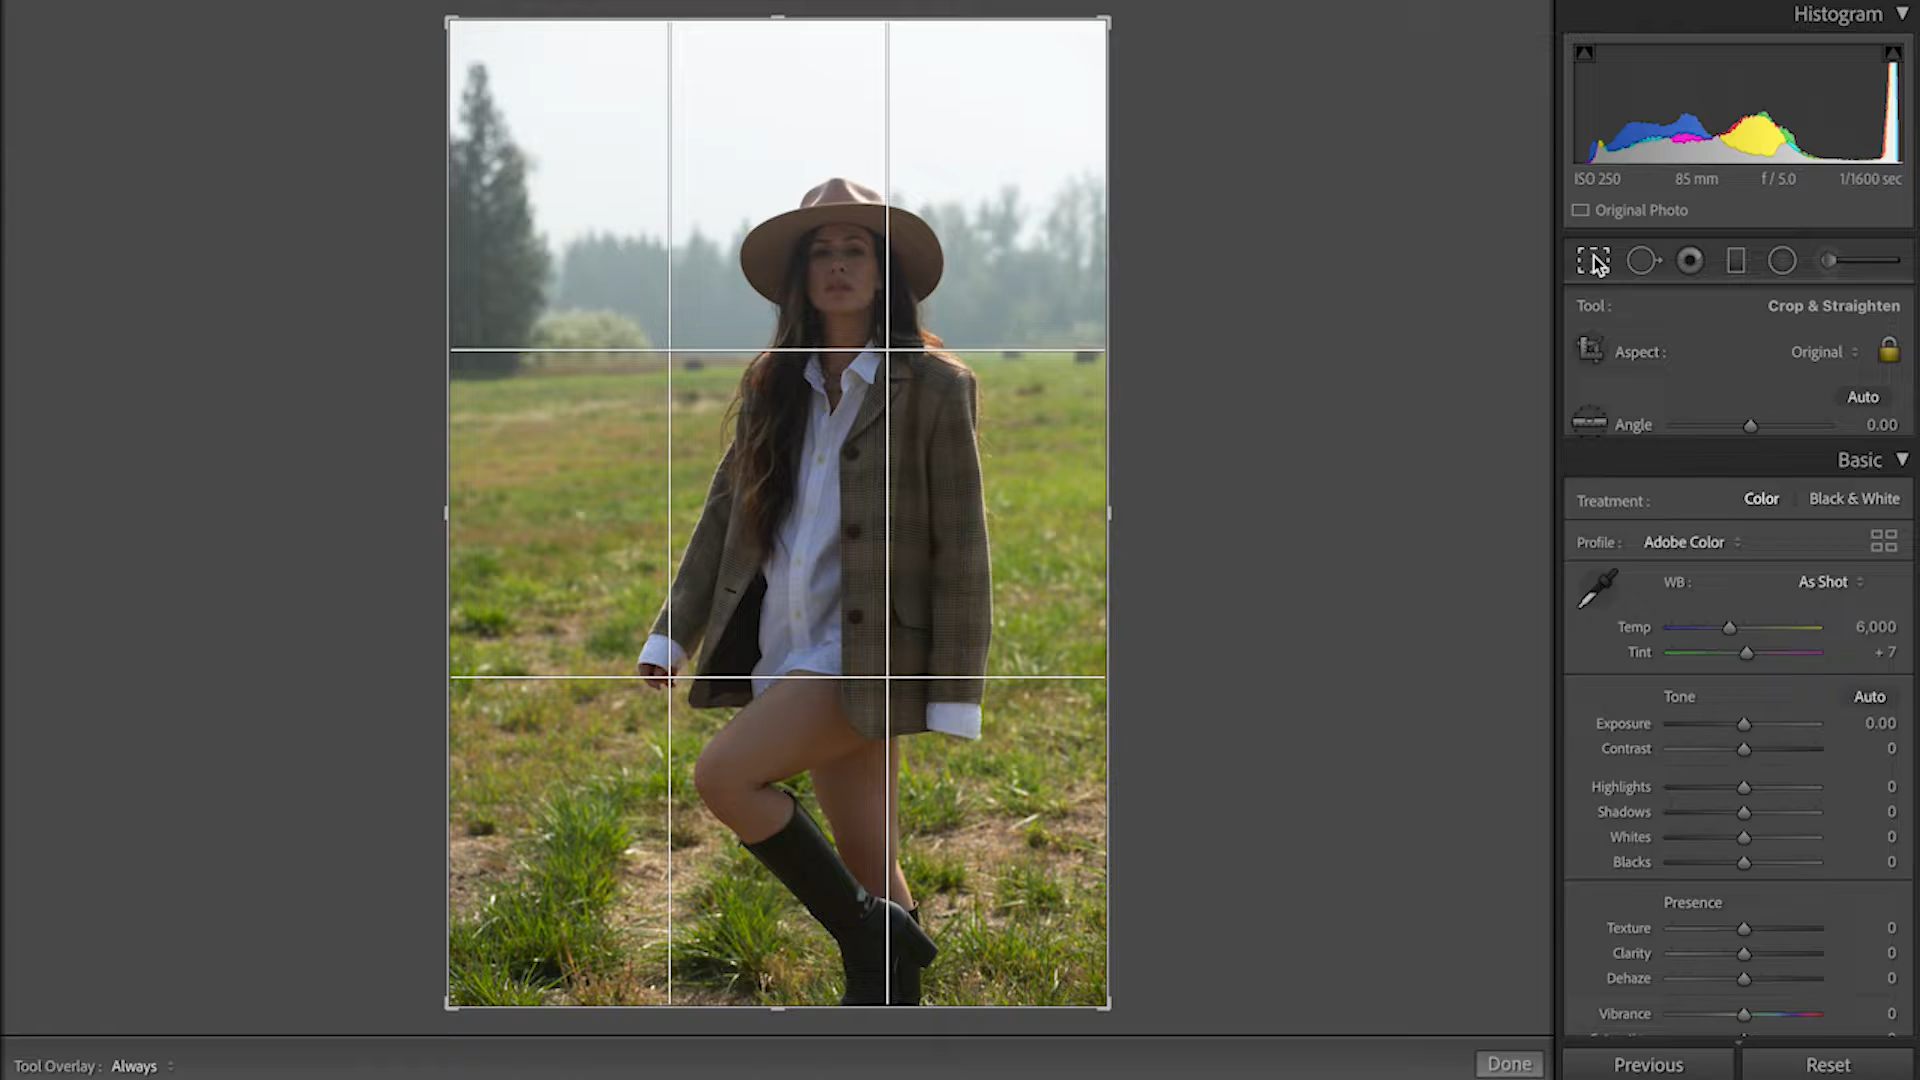 Histogram
ISO 250 85 mm f / 5.0 1/1600 sec
Original Photo
Tool : Crop & Straighten
Aspect : Original
Auto
Angle 0.00
Basic
Treatment : Color Black & White
Profile : Adobe Color
WB : As Shot
Temp 6,000
Tint + 7
Tone Auto
Exposure 0.00
Contrast 0
Highlights 0
Shadows 0
Whites 0
Blacks 0
Presence
Texture 0
Clarity 0
Dehaze 0
Vibrance 0
Tool Overlay : Always Done Previous Reset